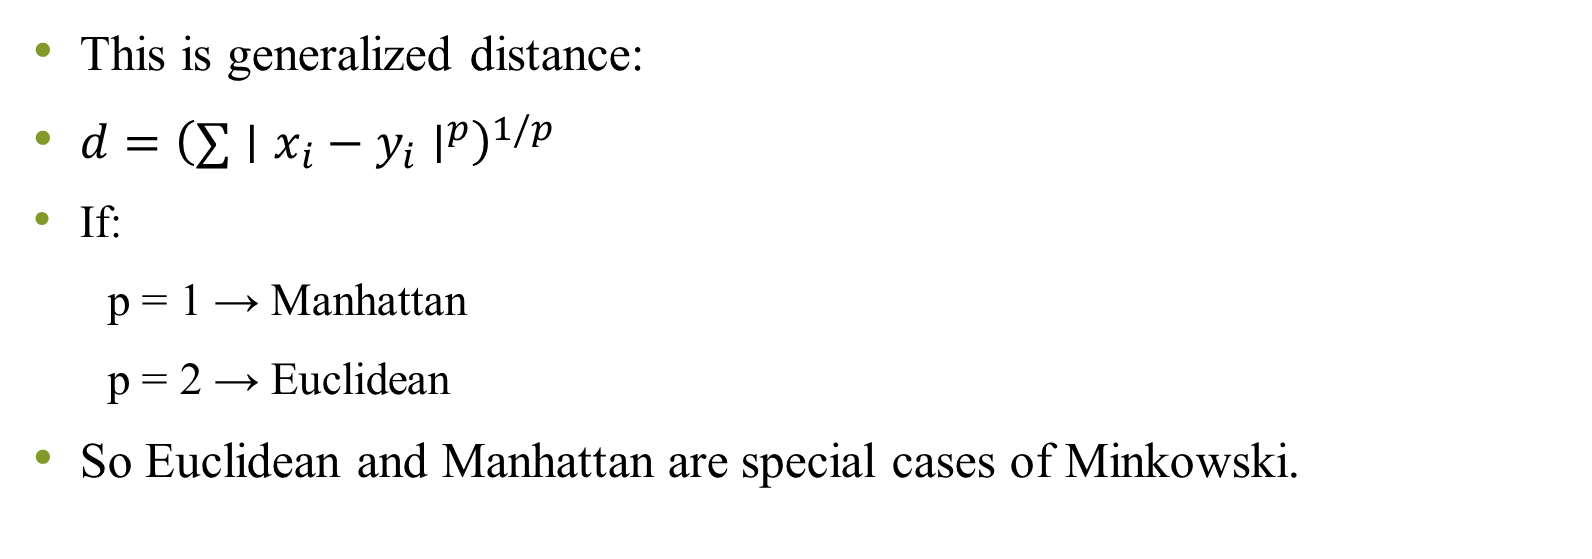 • This is generalized distance:
• d = (∑ | xᵢ − yᵢ |ᵖ)^{1/p}
• If:
p = 1 → Manhattan
p = 2 → Euclidean
• So Euclidean and Manhattan are special cases of Minkowski.